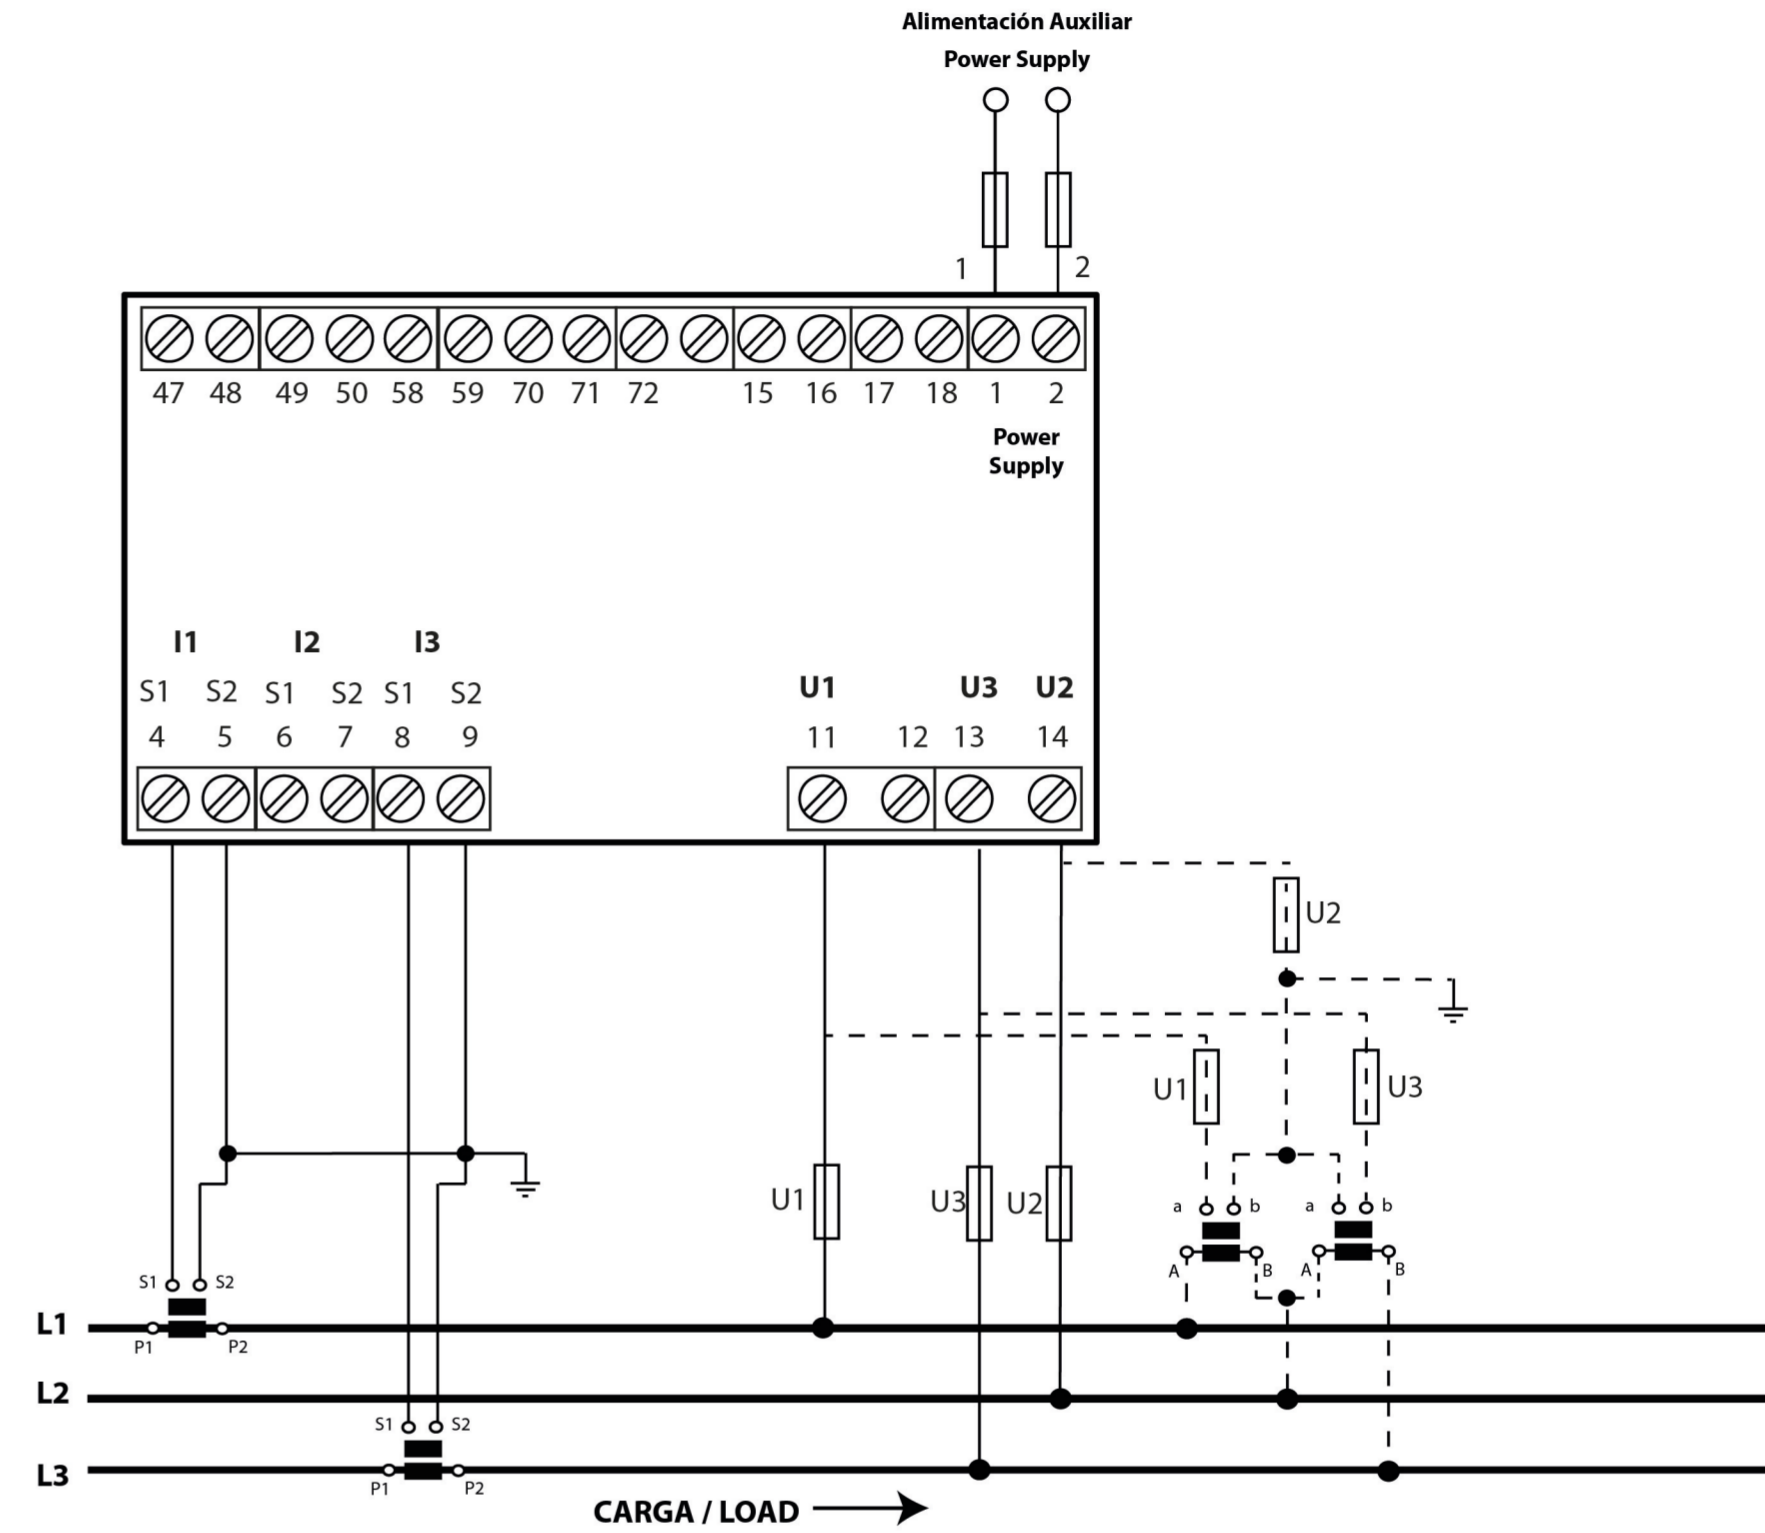 Alimentación Auxiliar
Power Supply
1 2
47 48 49 50 58 59 70 71 72 15 16 17 18 1 2
Power
Supply
I1 I2 I3
S1 S2 S1 S2 S1 S2
U1 U3 U2
4 5 6 7 8 9 11 12 13 14
U2
U1 U3
U1 U3 U2
a b a b
A B A B
S1 S2
L1
P1 P2
L2
S1 S2
L3
P1 P2
CARGA / LOAD